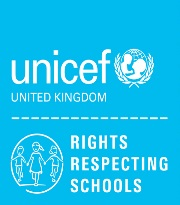 unicef
UNITED KINGDOM
RIGHTS
RESPECTING
SCHOOLS